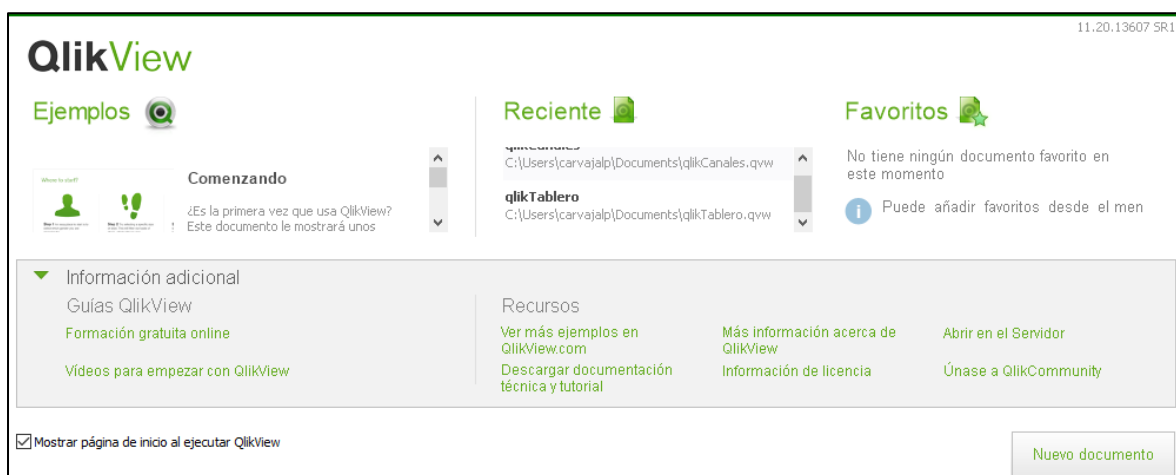 11.20.13607 SR1
QlikView
Ejemplos
Comenzando
¿Es la primera vez que usa QlikView?
Este documento le mostrará unos
Where to start?
Reciente
qlikCanales
C:\Users\carvajalp\Documents\qlikCanales.qvw
qlikTablero
C:\Users\carvajalp\Documents\qlikTablero.qvw
Favoritos
No tiene ningún documento favorito en
este momento
Puede añadir favoritos desde el men
Información adicional
Guías QlikView
Formación gratuita online
Vídeos para empezar con QlikView
Recursos
Ver más ejemplos en
QlikView.com
Descargar documentación
técnica y tutorial
Más información acerca de
QlikView
Información de licencia
Abrir en el Servidor
Únase a QlikCommunity
Mostrar página de inicio al ejecutar QlikView
Nuevo documento